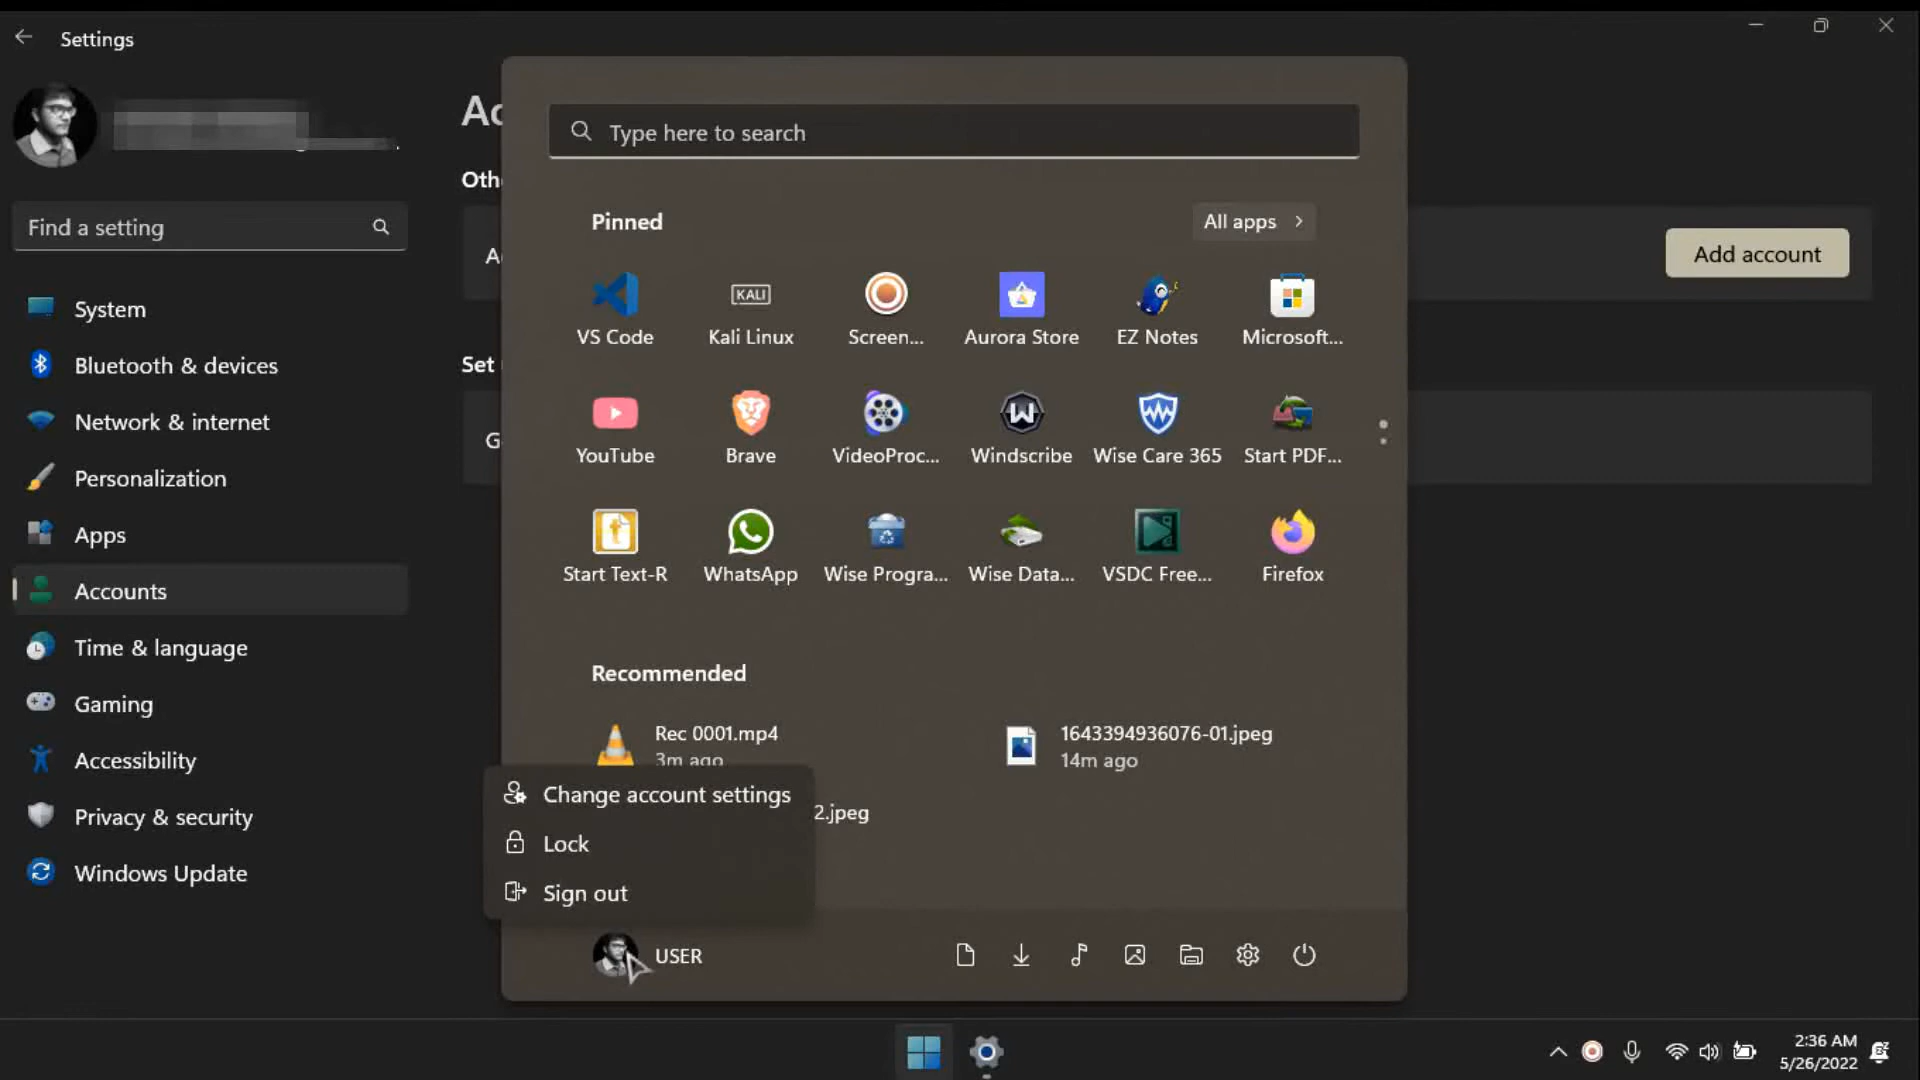 Settings
Find a setting
System
Bluetooth & devices
Network & internet
Personalization
Apps
Accounts
Time & language
Gaming
Accessibility
Privacy & security
Windows Update
Ac
Oth
A
Set
G
Add account
Type here to search
Pinned
All apps
VS Code
KALI
Kali Linux
Screen...
Aurora Store
EZ Notes
Microsoft...
YouTube
Brave
VideoProc...
Windscribe
Wise Care 365
Start PDF...
Start Text-R
WhatsApp
Wise Progra...
Wise Data...
VSDC Free...
Firefox
Recommended
Rec 0001.mp4
3m ago
1643394936076-01.jpeg
14m ago
2.jpeg
Change account settings
Lock
Sign out
USER
2:36 AM
5/26/2022